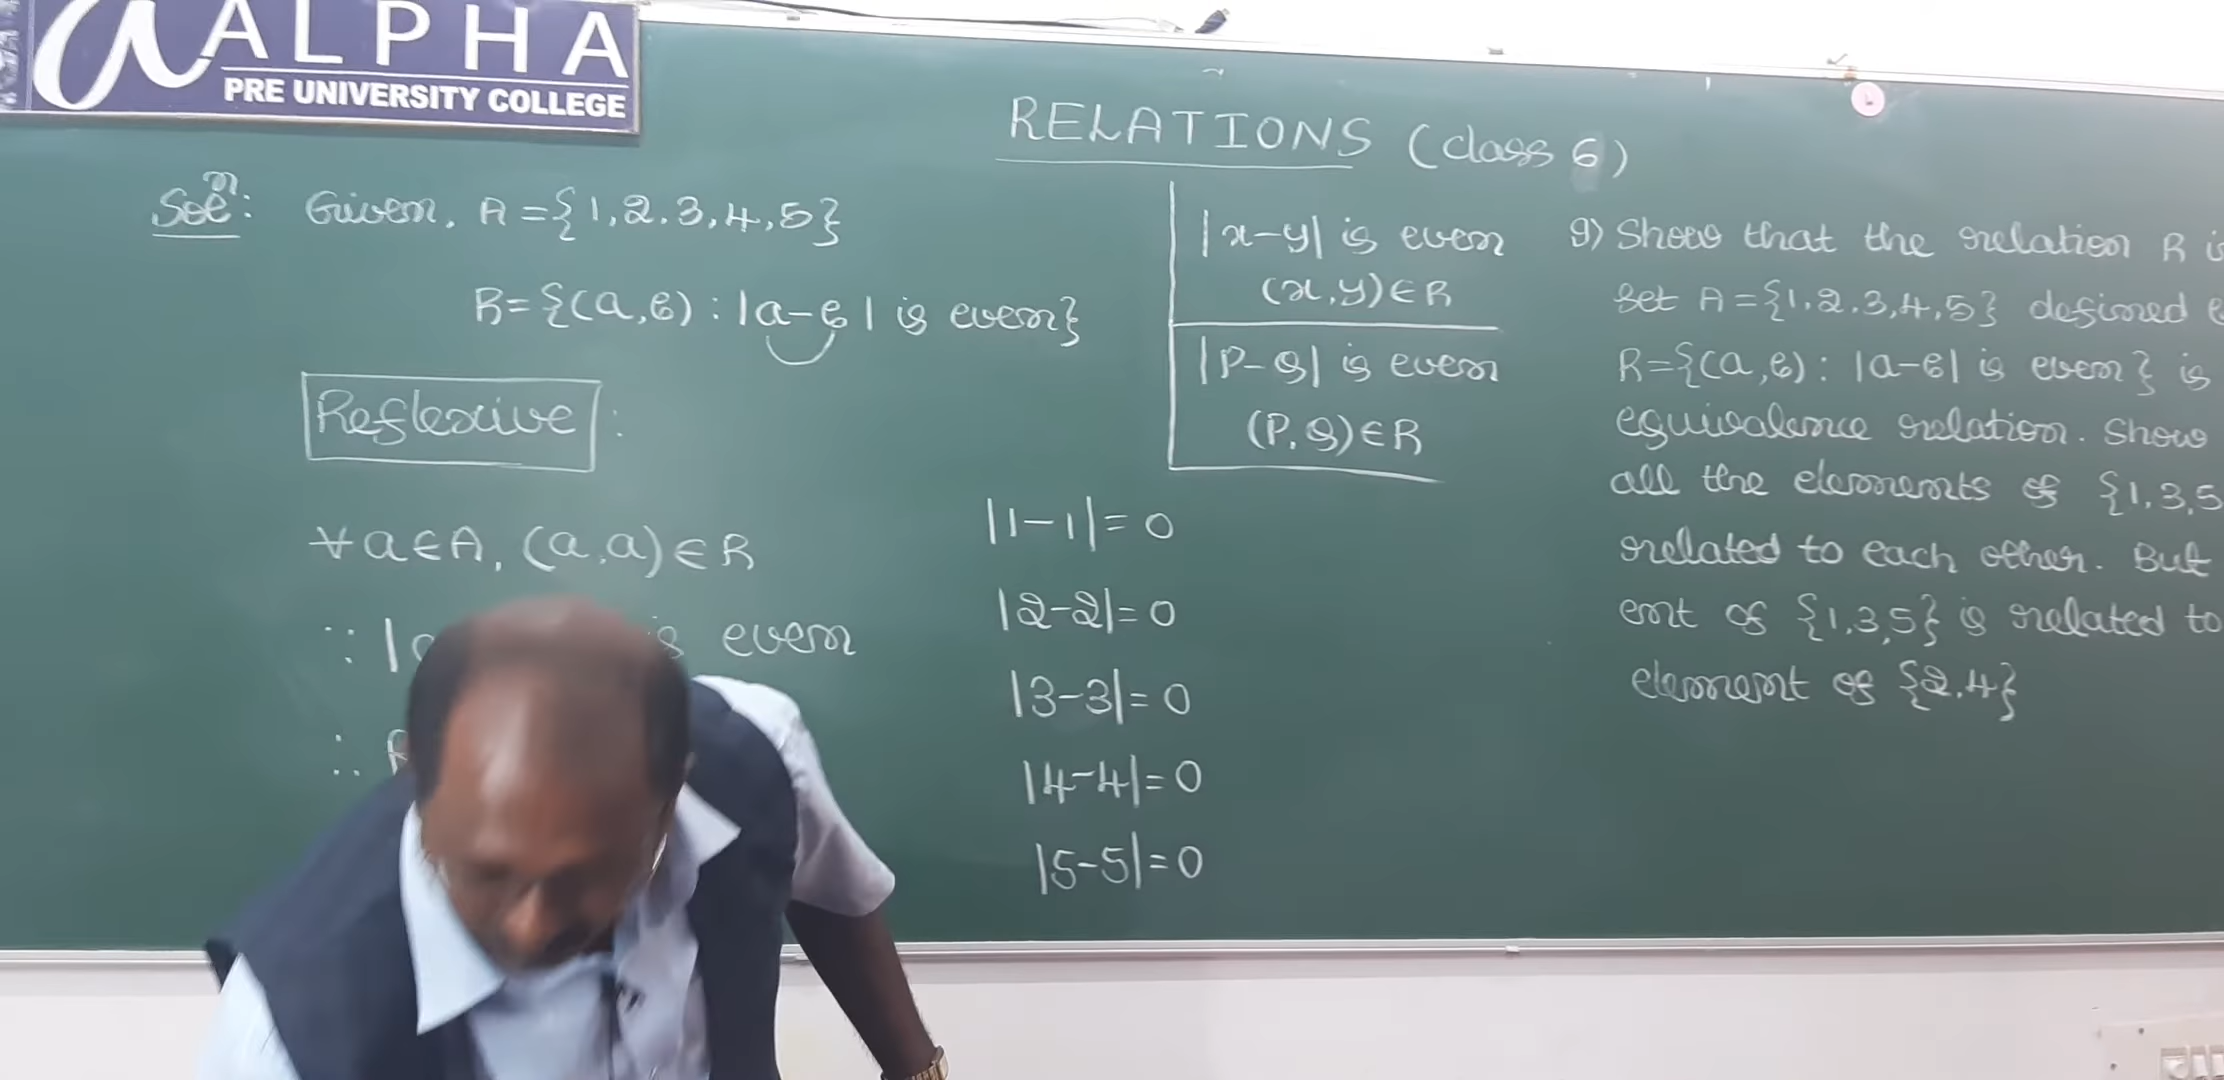 ALPHA
PRE UNIVERSITY COLLEGE
RELATIONS (class 6)
Solⁿ: Given, A = {1,2,3,4,5}
R = {(a,b) : |a-b| is even}
Reflexive :
∀ a ∈ A, (a,a) ∈ R
∵ | is even
∴
|1-1| = 0
|2-2| = 0
|3-3| = 0
|4-4| = 0
|5-5| = 0
|x-y| is even
(x,y) ∈ R
|P-Q| is even
(P,Q) ∈ R
9) Show that the relation R
set A = {1,2,3,4,5} defined
R = {(a,b) : |a-b| is even} is
equivalence relation. Show
all the elements of {1,3,5
related to each other. But
ent of {1,3,5} is related to
element of {2,4}